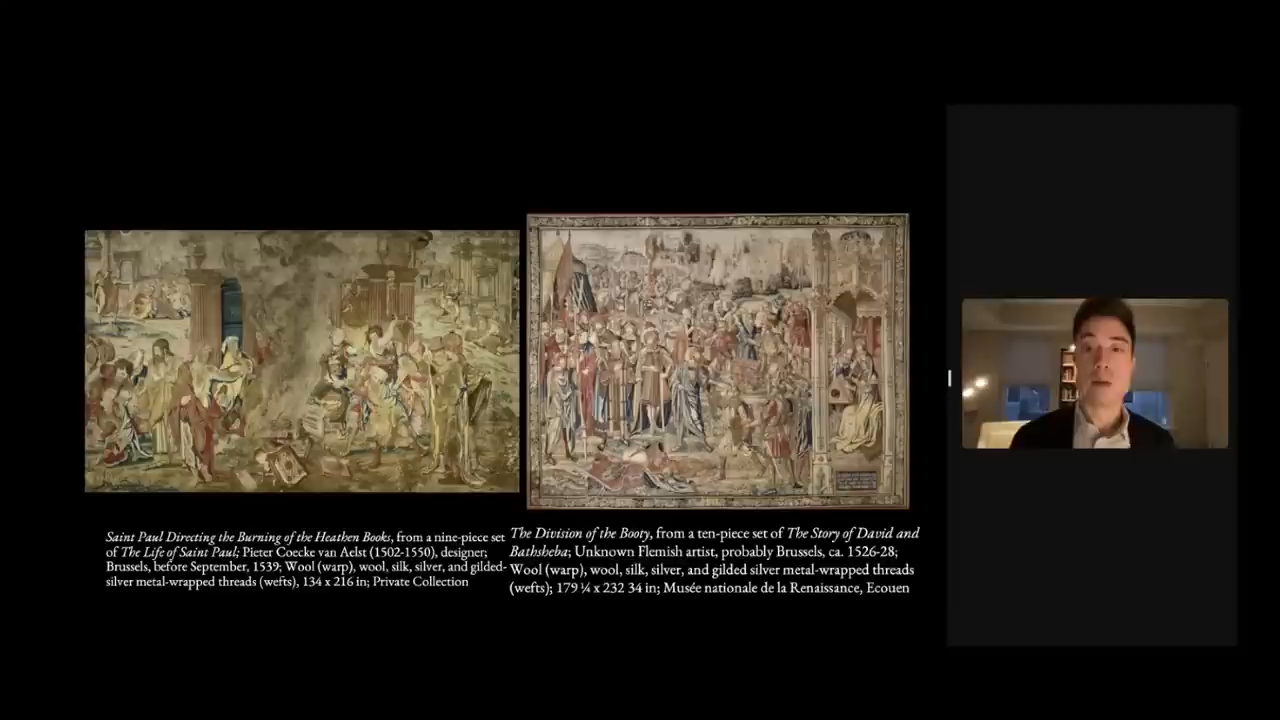 Saint Paul Directing the Burning of the Heathen Books, from a nine-piece set
of The Life of Saint Paul; Pieter Coecke van Aelst (1502-1550), designer;
Brussels, before September, 1539; Wool (warp), wool, silk, silver, and gilded-
silver metal-wrapped threads (wefts), 134 x 216 in; Private Collection
The Division of the Booty, from a ten-piece set of The Story of David and
Bathsheba; Unknown Flemish artist, probably Brussels, ca. 1526-28;
Wool (warp), wool, silk, silver, and gilded silver metal-wrapped threads
(wefts); 179 ¼ x 232 34 in; Musée nationale de la Renaissance, Ecouen